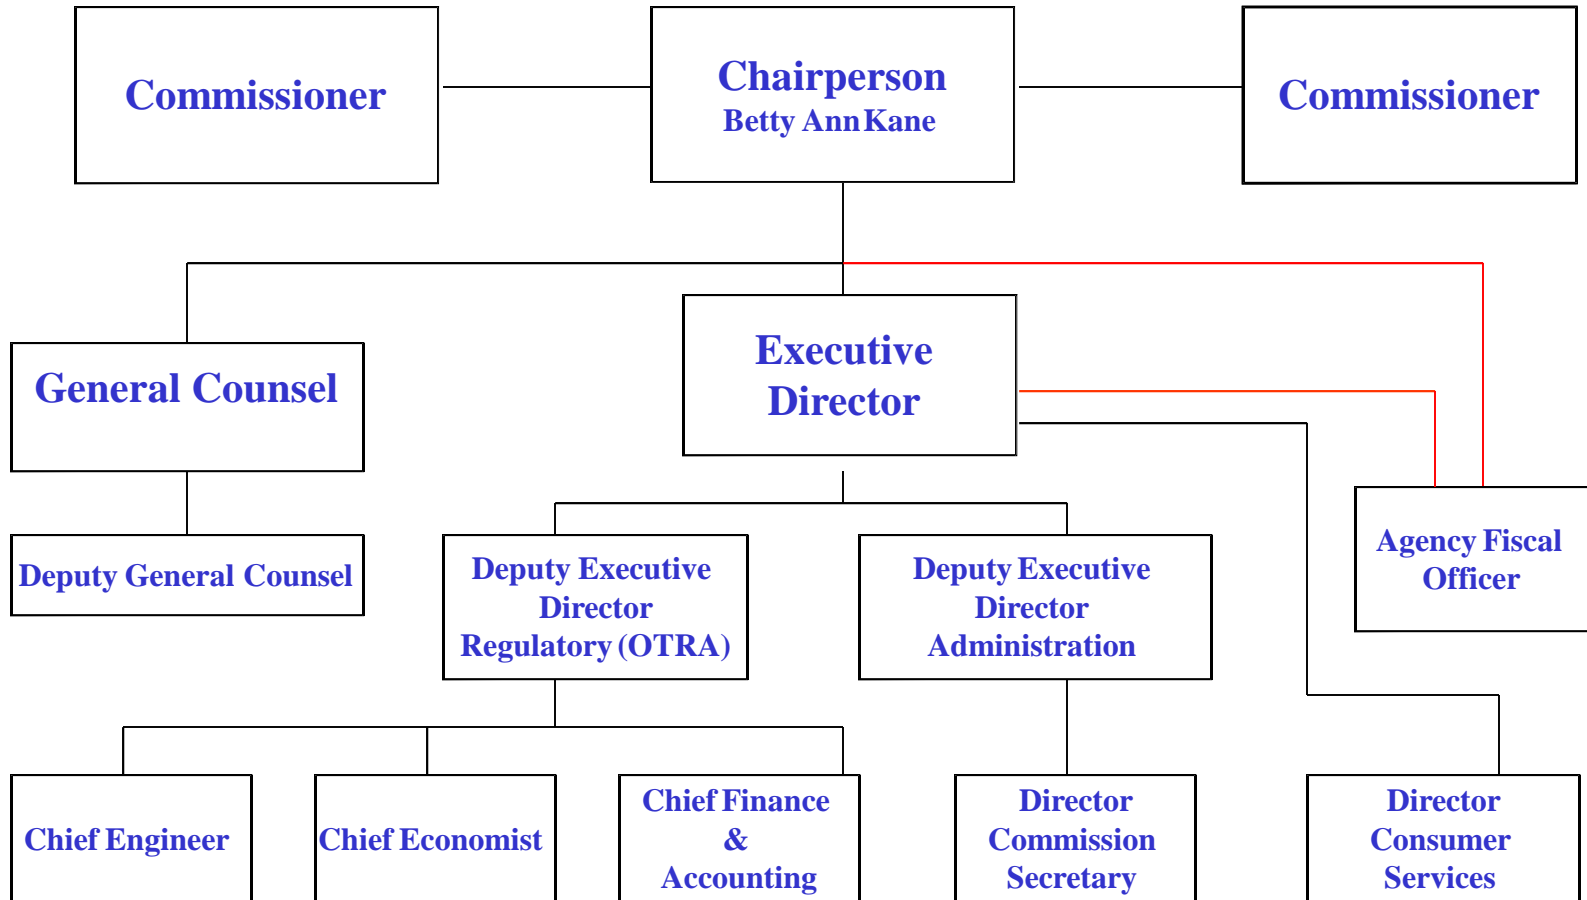 Commissioner
Chairperson
Betty Ann Kane
Commissioner
General Counsel
Executive
Director
Agency Fiscal
Officer
Deputy General Counsel
Deputy Executive
Director
Regulatory (OTRA)
Deputy Executive
Director
Administration
Chief Engineer
Chief Economist
Chief Finance
&
Accounting
Director
Commission
Secretary
Director
Consumer
Services